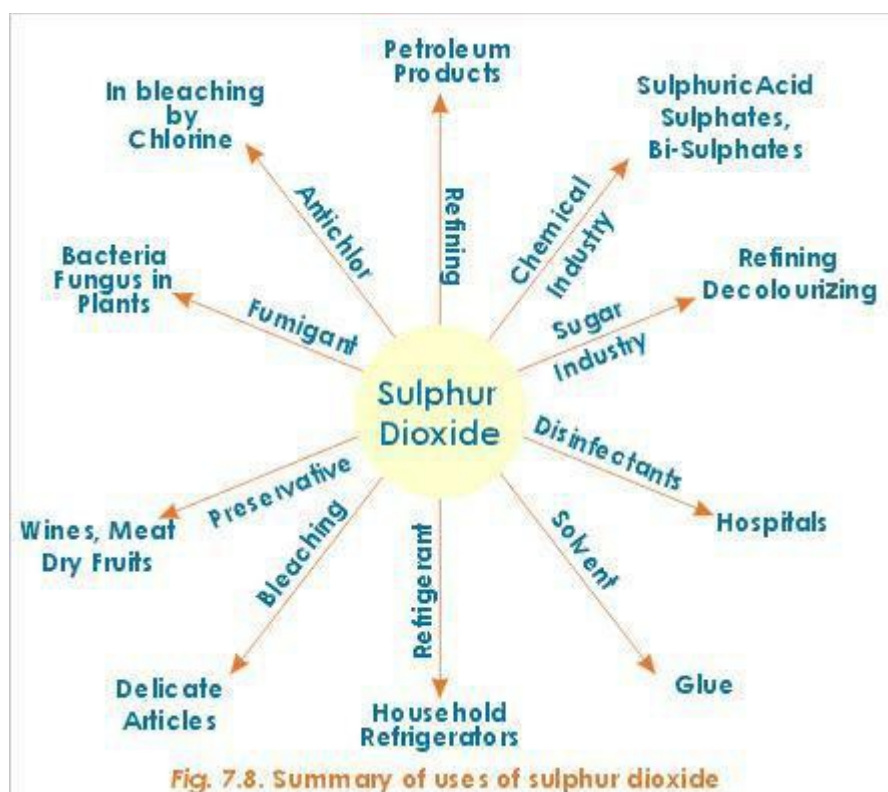 Petroleum
Products
Refining
Sulphuric Acid
Sulphates,
Bi-Sulphates
Chemical
Industry
Refining
Decolourizing
Sugar
Industry
Disinfectants
Hospitals
Solvent
Glue
Refrigerant
Household
Refrigerators
Bleaching
Delicate
Articles
Preservative
Wines, Meat
Dry Fruits
Fumigant
Bacteria
Fungus in
Plants
Antichlor
In bleaching
by
Chlorine
Sulphur
Dioxide
Fig. 7.8. Summary of uses of sulphur dioxide